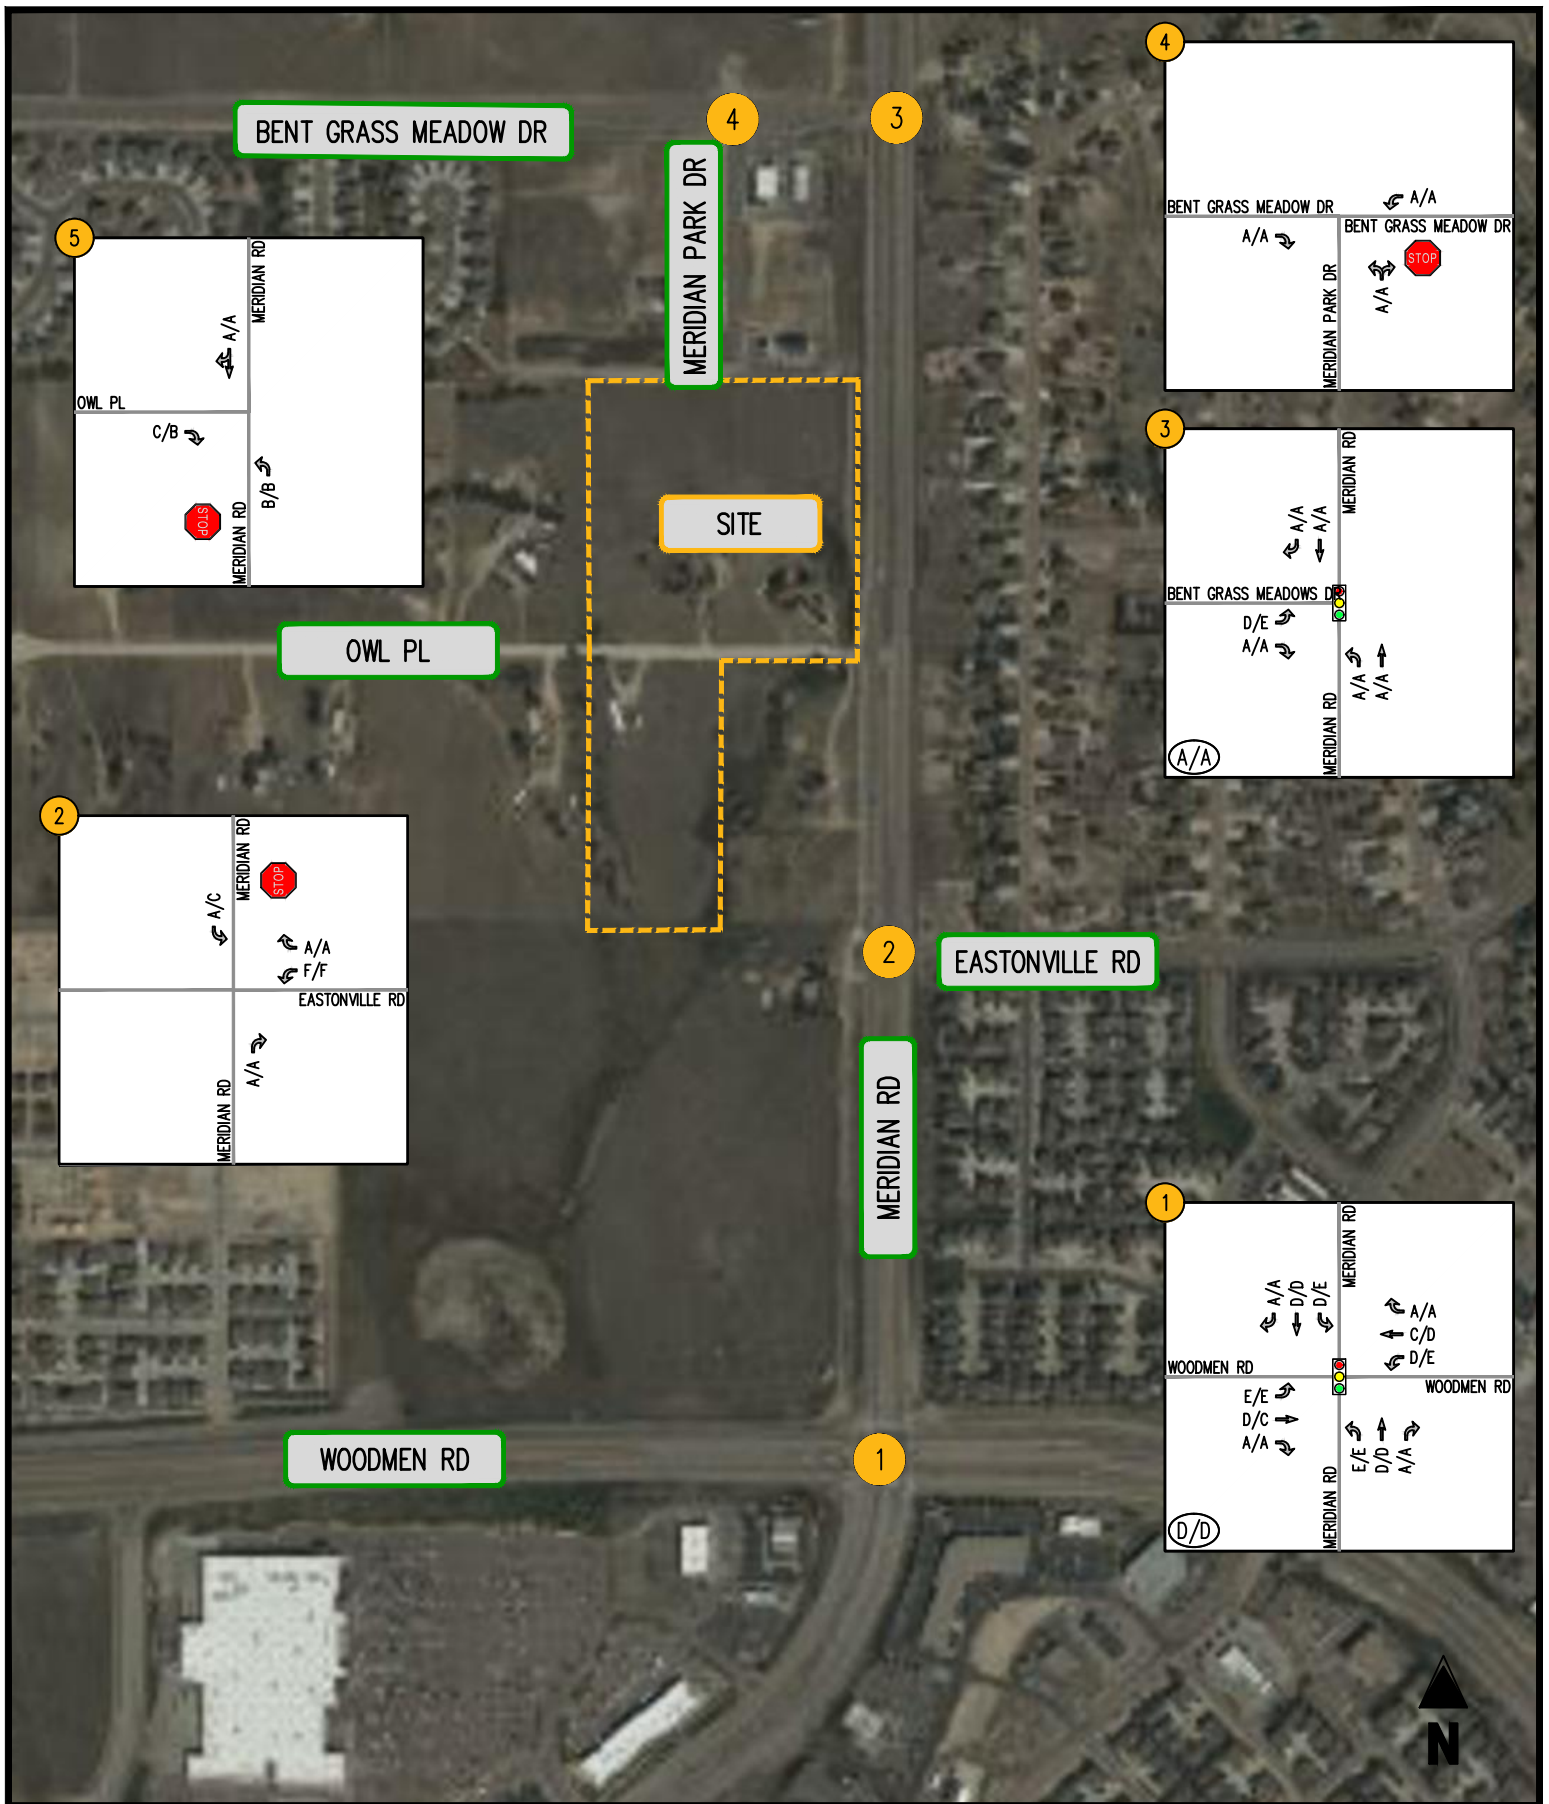 4
BENT GRASS MEADOW DR
4
3
MERIDIAN PARK DR
BENT GRASS MEADOW DR
A/A
BENT GRASS MEADOW DR
A/A
STOP
A/A
MERIDIAN PARK DR
5
MERIDIAN RD
A/A
OWL PL
C/B
B/B
STOP
MERIDIAN RD
3
MERIDIAN RD
A/A
A/A
BENT GRASS MEADOWS DR
D/E
A/A
A/A
A/A
MERIDIAN RD
A/A
SITE
OWL PL
2
MERIDIAN RD
STOP
A/C
A/A
F/F
EASTONVILLE RD
A/A
MERIDIAN RD
2
EASTONVILLE RD
MERIDIAN RD
1
MERIDIAN RD
A/A
D/D
D/E
A/A
C/D
D/E
WOODMEN RD
WOODMEN RD
E/E
D/C
A/A
E/E
D/D
A/A
MERIDIAN RD
D/D
WOODMEN RD
1
N